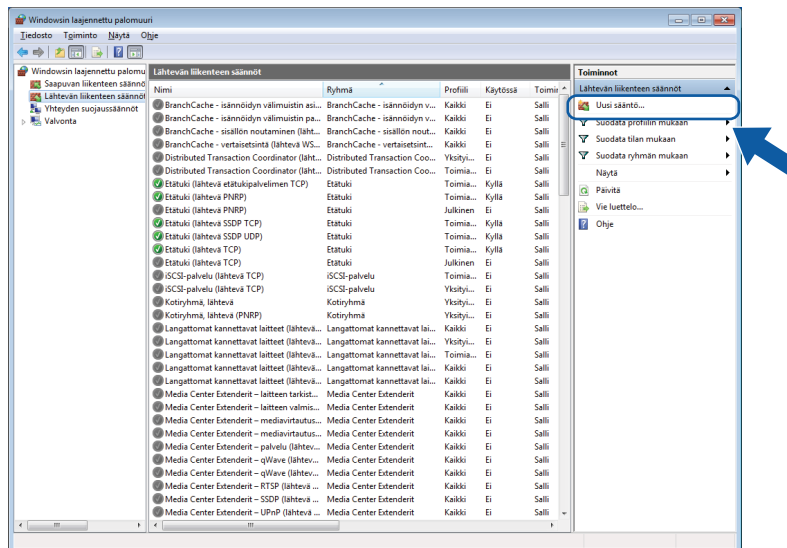 Windowsin laajennettu palomuuri
Tiedosto Toiminto Näytä Ohje
Windowsin laajennettu palomu
Saapuvan liikenteen säännö
Lähtevän liikenteen säännöt
Yhteyden suojaussäännöt
Valvonta
Lähtevän liikenteen säännöt
Nimi Ryhmä Profiili Käytössä Toimin
BranchCache - isännöidyn välimuistin asi... BranchCache - isännöidyn v... Kaikki Ei Salli
BranchCache - isännöidyn välimuistin pa... BranchCache - isännöidyn v... Kaikki Ei Salli
BranchCache - sisällön noutaminen (läht... BranchCache - sisällön nout... Kaikki Ei Salli
BranchCache - vertaisetsintä (lähtevä WS... BranchCache - vertaisetsint... Kaikki Ei Salli
Distributed Transaction Coordinator (läht... Distributed Transaction Coo... Yksityi... Ei Salli
Distributed Transaction Coordinator (läht... Distributed Transaction Coo... Toimia... Ei Salli
Etätuki (lähtevä etätukipalvelimen TCP) Etätuki Toimia... Kyllä Salli
Etätuki (lähtevä PNRP) Etätuki Toimia... Kyllä Salli
Etätuki (lähtevä PNRP) Etätuki Julkinen Ei Salli
Etätuki (lähtevä SSDP TCP) Etätuki Toimia... Kyllä Salli
Etätuki (lähtevä SSDP UDP) Etätuki Toimia... Kyllä Salli
Etätuki (lähtevä TCP) Etätuki Toimia... Kyllä Salli
Etätuki (lähtevä TCP) Etätuki Julkinen Ei Salli
iSCSI-palvelu (lähtevä TCP) iSCSI-palvelu Toimia... Ei Salli
iSCSI-palvelu (lähtevä TCP) iSCSI-palvelu Yksityi... Ei Salli
Kotiryhmä, lähtevä Kotiryhmä Yksityi... Ei Salli
Kotiryhmä, lähtevä (PNRP) Kotiryhmä Yksityi... Ei Salli
Langattomat kannettavat laitteet (lähtevä... Langattomat kannettavat lai... Kaikki Ei Salli
Langattomat kannettavat laitteet (lähtevä... Langattomat kannettavat lai... Yksityi... Ei Salli
Langattomat kannettavat laitteet (lähtevä... Langattomat kannettavat lai... Toimia... Ei Salli
Langattomat kannettavat laitteet (lähtevä... Langattomat kannettavat lai... Kaikki Ei Salli
Langattomat kannettavat laitteet (lähtevä... Langattomat kannettavat lai... Kaikki Ei Salli
Media Center Extenderit – laitteen tarkist... Media Center Extenderit Kaikki Ei Salli
Media Center Extenderit – laitteen valmis... Media Center Extenderit Kaikki Ei Salli
Media Center Extenderit – mediavirtautus... Media Center Extenderit Kaikki Ei Salli
Media Center Extenderit – mediavirtautus... Media Center Extenderit Kaikki Ei Salli
Media Center Extenderit – palvelu (lähtev... Media Center Extenderit Kaikki Ei Salli
Media Center Extenderit – qWave (lähtev... Media Center Extenderit Kaikki Ei Salli
Media Center Extenderit – qWave (lähtev... Media Center Extenderit Kaikki Ei Salli
Media Center Extenderit – RTSP (lähtevä ... Media Center Extenderit Kaikki Ei Salli
Media Center Extenderit – SSDP (lähtevä ... Media Center Extenderit Kaikki Ei Salli
Media Center Extenderit – UPnP (lähtevä ... Media Center Extenderit Kaikki Ei Salli
Toiminnot
Lähtevän liikenteen säännöt
Uusi sääntö...
Suodata profiilin mukaan
Suodata tilan mukaan
Suodata ryhmän mukaan
Näytä
Päivitä
Vie luettelo...
Ohje